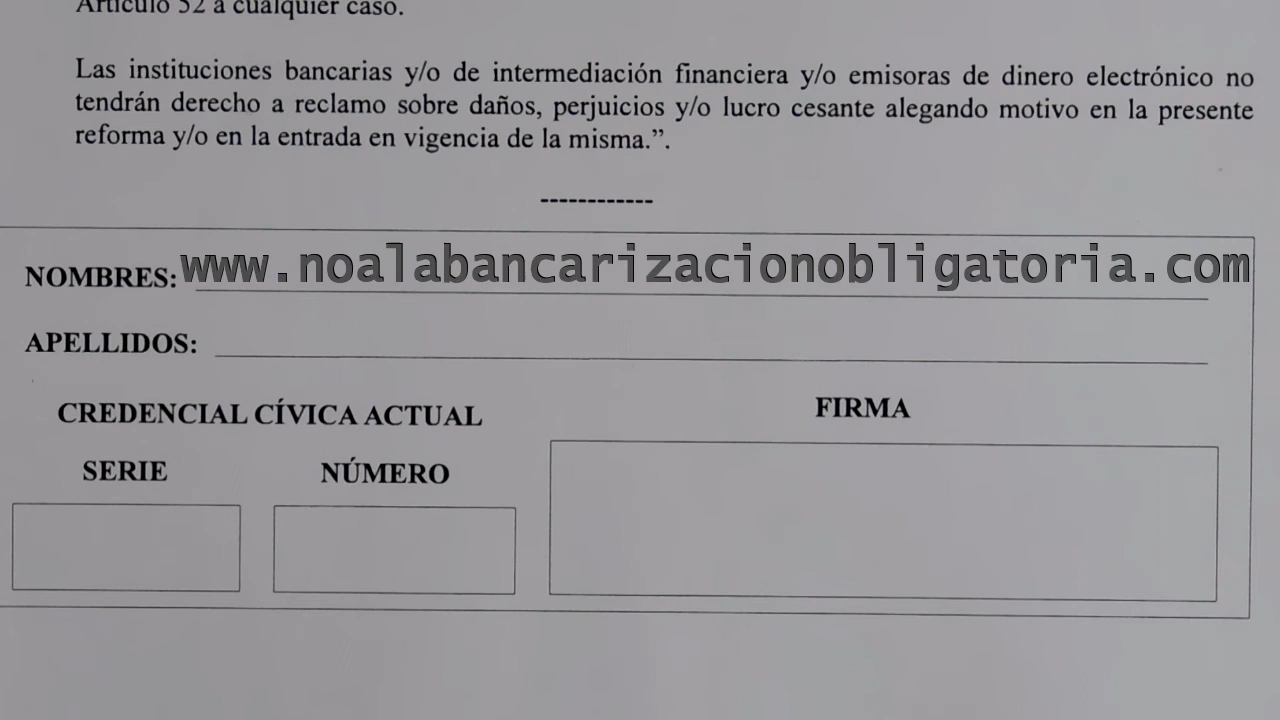 Artículo 52 a cualquier caso.
Las instituciones bancarias y/o de intermediación financiera y/o emisoras de dinero electrónico no
tendrán derecho a reclamo sobre daños, perjuicios y/o lucro cesante alegando motivo en la presente
reforma y/o en la entrada en vigencia de la misma.”.
------------
NOMBRES: www.noalabancarizacionobligatoria.com
APELLIDOS:
CREDENCIAL CÍVICA ACTUAL
FIRMA
SERIE NÚMERO